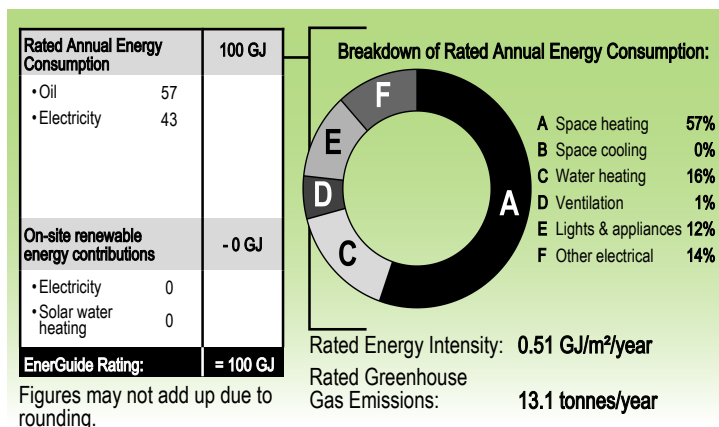 Rated Annual Energy
Consumption
100 GJ
• Oil 57
• Electricity 43
On-site renewable
energy contributions
- 0 GJ
• Electricity 0
• Solar water
heating 0
EnerGuide Rating: = 100 GJ
Figures may not add up due to
rounding.
Breakdown of Rated Annual Energy Consumption:
F
E
D
C
A
A Space heating 57%
B Space cooling 0%
C Water heating 16%
D Ventilation 1%
E Lights & appliances 12%
F Other electrical 14%
Rated Energy Intensity: 0.51 GJ/m²/year
Rated Greenhouse
Gas Emissions: 13.1 tonnes/year